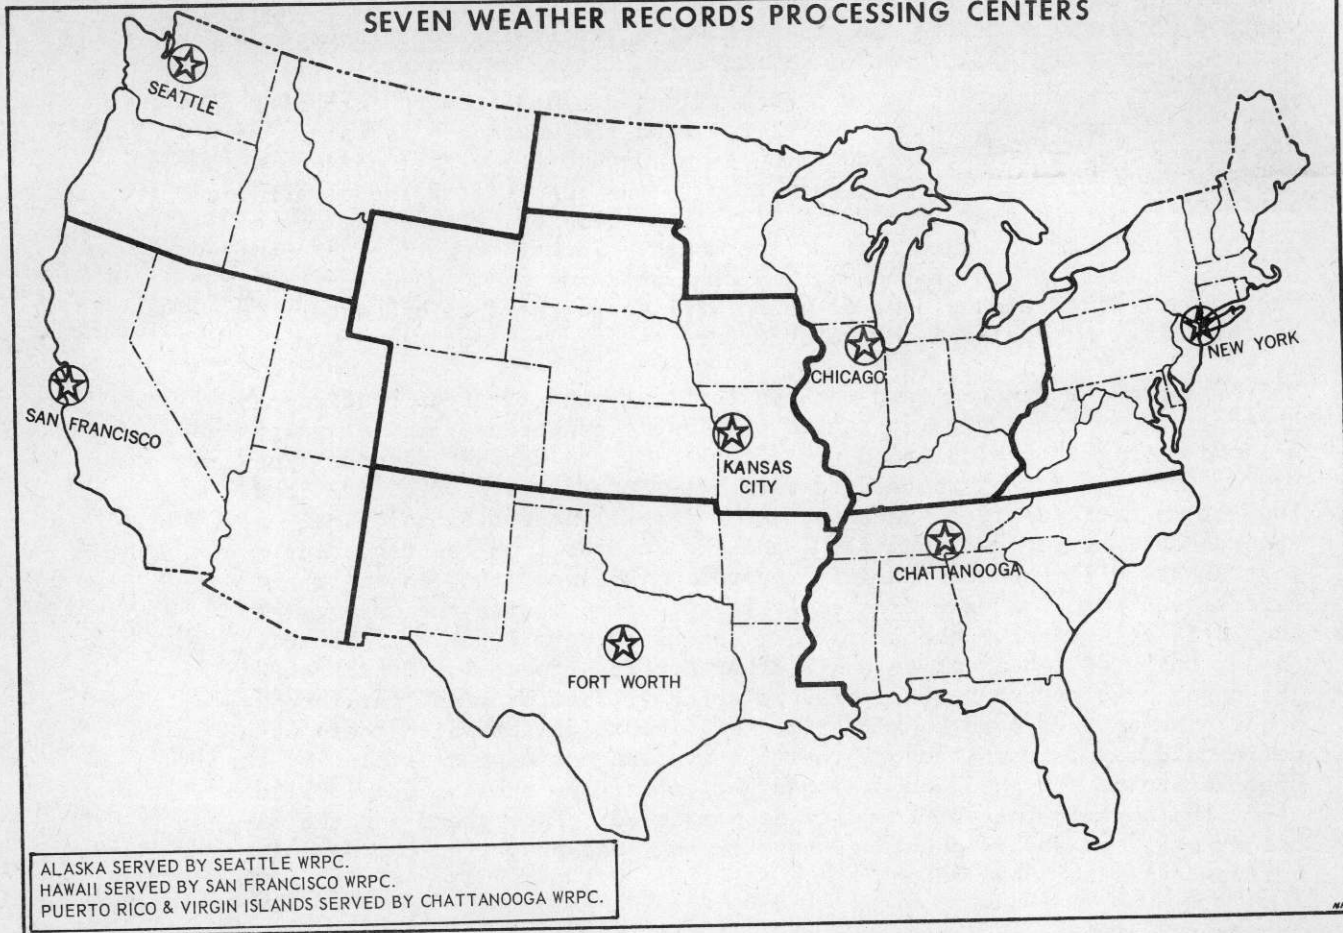 SEVEN WEATHER RECORDS PROCESSING CENTERS
SEATTLE
NEW YORK
CHICAGO
SAN FRANCISCO
KANSAS
CITY
CHATTANOOGA
FORT WORTH
ALASKA SERVED BY SEATTLE WRPC.
HAWAII SERVED BY SAN FRANCISCO WRPC.
PUERTO RICO & VIRGIN ISLANDS SERVED BY CHATTANOOGA WRPC.